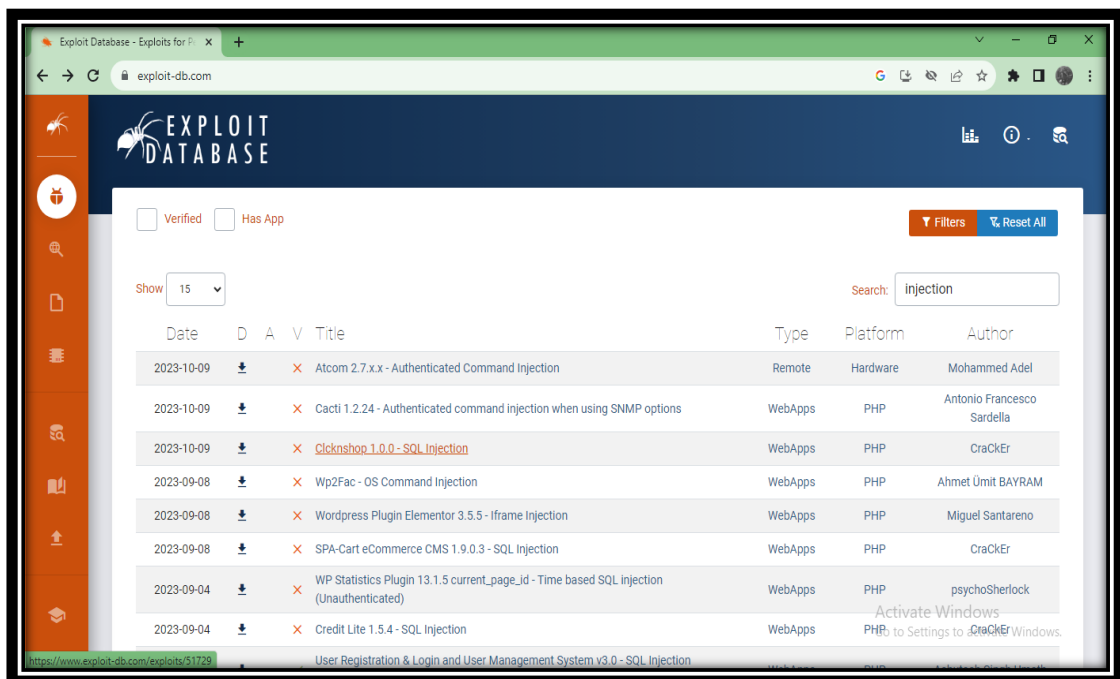 Exploit Database - Exploits for P
exploit-db.com
EXPLOIT
DATABASE
Verified Has App
Filters Reset All
Show 15 Search: injection
Date D A V Title Type Platform Author
2023-10-09 Atcom 2.7.x.x - Authenticated Command Injection Remote Hardware Mohammed Adel
2023-10-09 Cacti 1.2.24 - Authenticated command injection when using SNMP options WebApps PHP Antonio Francesco
Sardella
2023-10-09 Clcknshop 1.0.0 - SQL Injection WebApps PHP CraCkEr
2023-09-08 Wp2Fac - OS Command Injection WebApps PHP Ahmet Ümit BAYRAM
2023-09-08 Wordpress Plugin Elementor 3.5.5 - Iframe Injection WebApps PHP Miguel Santareno
2023-09-08 SPA-Cart eCommerce CMS 1.9.0.3 - SQL Injection WebApps PHP CraCkEr
2023-09-04 WP Statistics Plugin 13.1.5 current_page_id - Time based SQL injection
(Unauthenticated) WebApps PHP psychoSherlock
Activate Windows
2023-09-04 Credit Lite 1.5.4 - SQL Injection WebApps PHP CraCkEr
to Settings to activate Windows.
User Registration & Login and User Management System v3.0 - SQL Injection
https://www.exploit-db.com/exploits/51729